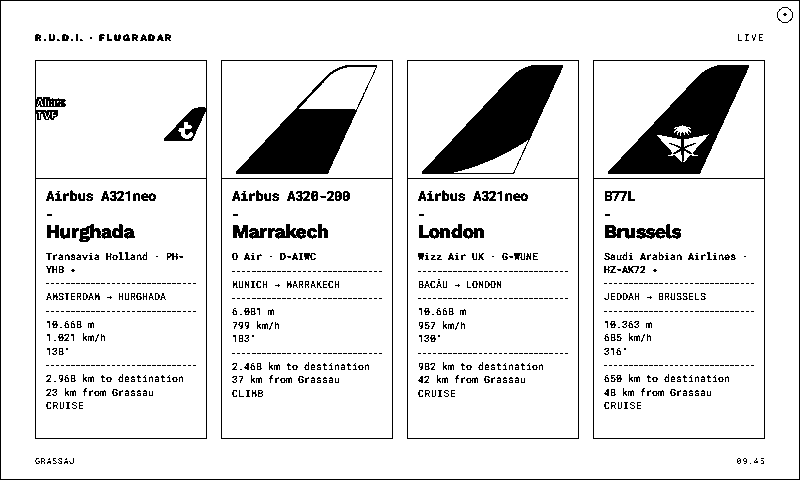 R.U.D.I. · FLUGRADAR
LIVE
TVF
Airbus A321neo
–
Hurghada
Transavia Holland · PH-
YHB ✦
AMSTERDAM → HURGHADA
10.668 m
1.021 km/h
138°
2.968 km to destination
23 km from Grassau
CRUISE
Airbus A320-200
–
Marrakech
O Air · D-AIWC
MUNICH → MARRAKECH
6.081 m
799 km/h
183°
2.468 km to destination
37 km from Grassau
CLIMB
Airbus A321neo
–
London
Wizz Air UK · G-WUNE
BACĂU → LONDON
10.668 m
957 km/h
130°
982 km to destination
42 km from Grassau
CRUISE
B77L
–
Brussels
Saudi Arabian Airlines ·
HZ-AK72 ✦
JEDDAH → BRUSSELS
10.363 m
685 km/h
316°
650 km to destination
48 km from Grassau
CRUISE
GRASSAU
09.45